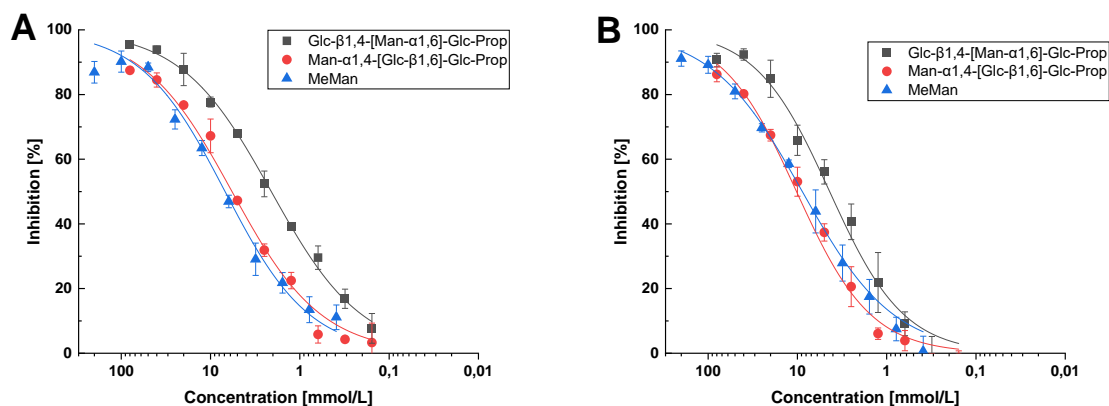 A
Glc-β1,4-[Man-α1,6]-Glc-Prop
Man-α1,4-[Glc-β1,6]-Glc-Prop
MeMan
Inhibition [%]
100
80
60
40
20
0
100
10
1
0,1
0,01
Concentration [mmol/L]
B
Glc-β1,4-[Man-α1,6]-Glc-Prop
Man-α1,4-[Glc-β1,6]-Glc-Prop
MeMan
Inhibition [%]
100
80
60
40
20
0
100
10
1
0,1
0,01
Concentration [mmol/L]